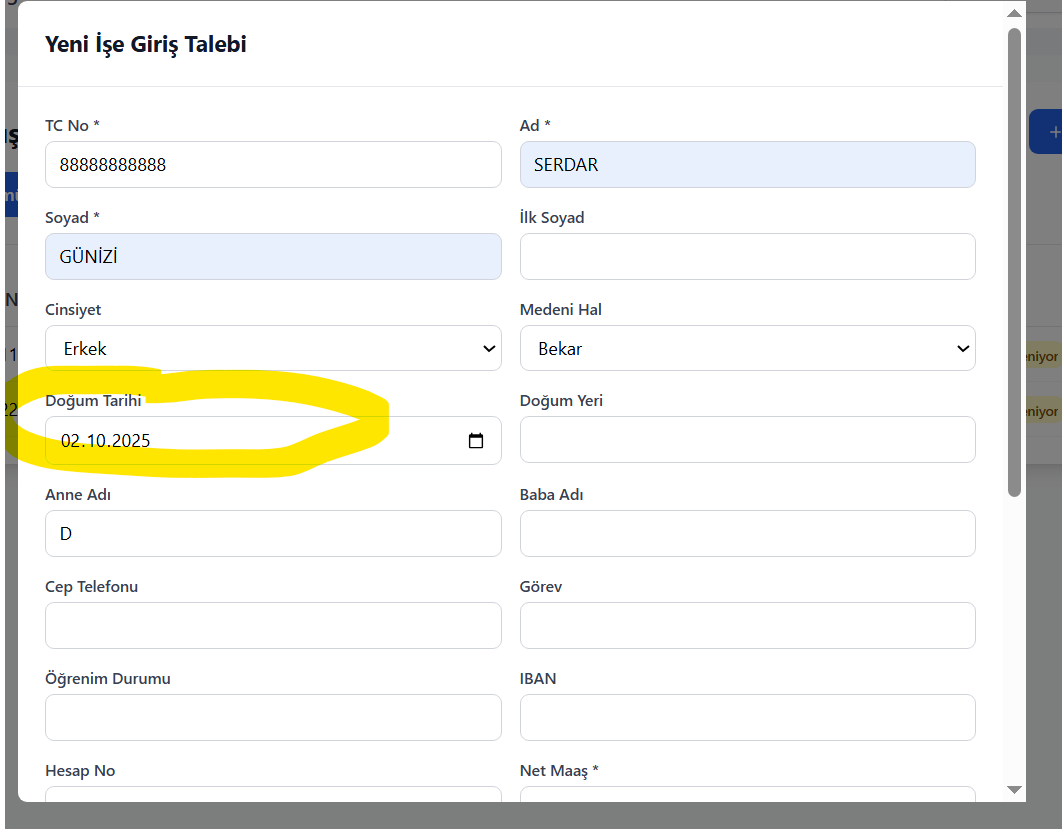 Yeni İşe Giriş Talebi
TC No *
Ad *
88888888888
SERDAR
Soyad *
İlk Soyad
GÜNİZİ
Cinsiyet
Medeni Hal
Erkek
Bekar
Doğum Tarihi
Doğum Yeri
02.10.2025
Anne Adı
Baba Adı
D
Cep Telefonu
Görev
Öğrenim Durumu
IBAN
Hesap No
Net Maaş *